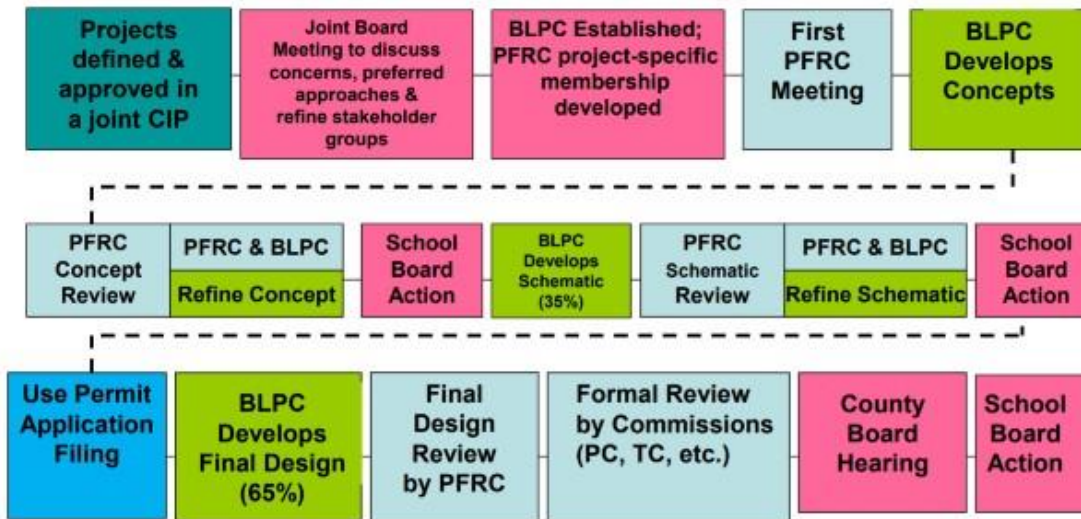 Projects
defined &
approved in
a joint CIP
Joint Board
Meeting to discuss
concerns, preferred
approaches &
refine stakeholder
groups
BLPC Established;
PFRC project-specific
membership
developed
First
PFRC
Meeting
BLPC
Develops
Concepts
PFRC
Concept
Review
PFRC & BLPC
Refine Concept
School
Board
Action
BLPC
Develops
Schematic
(35%)
PFRC
Schematic
Review
PFRC & BLPC
Refine Schematic
School
Board
Action
Use Permit
Application
Filing
BLPC
Develops
Final Design
(65%)
Final
Design
Review
by PFRC
Formal Review
by Commissions
(PC, TC, etc.)
County
Board
Hearing
School
Board
Action